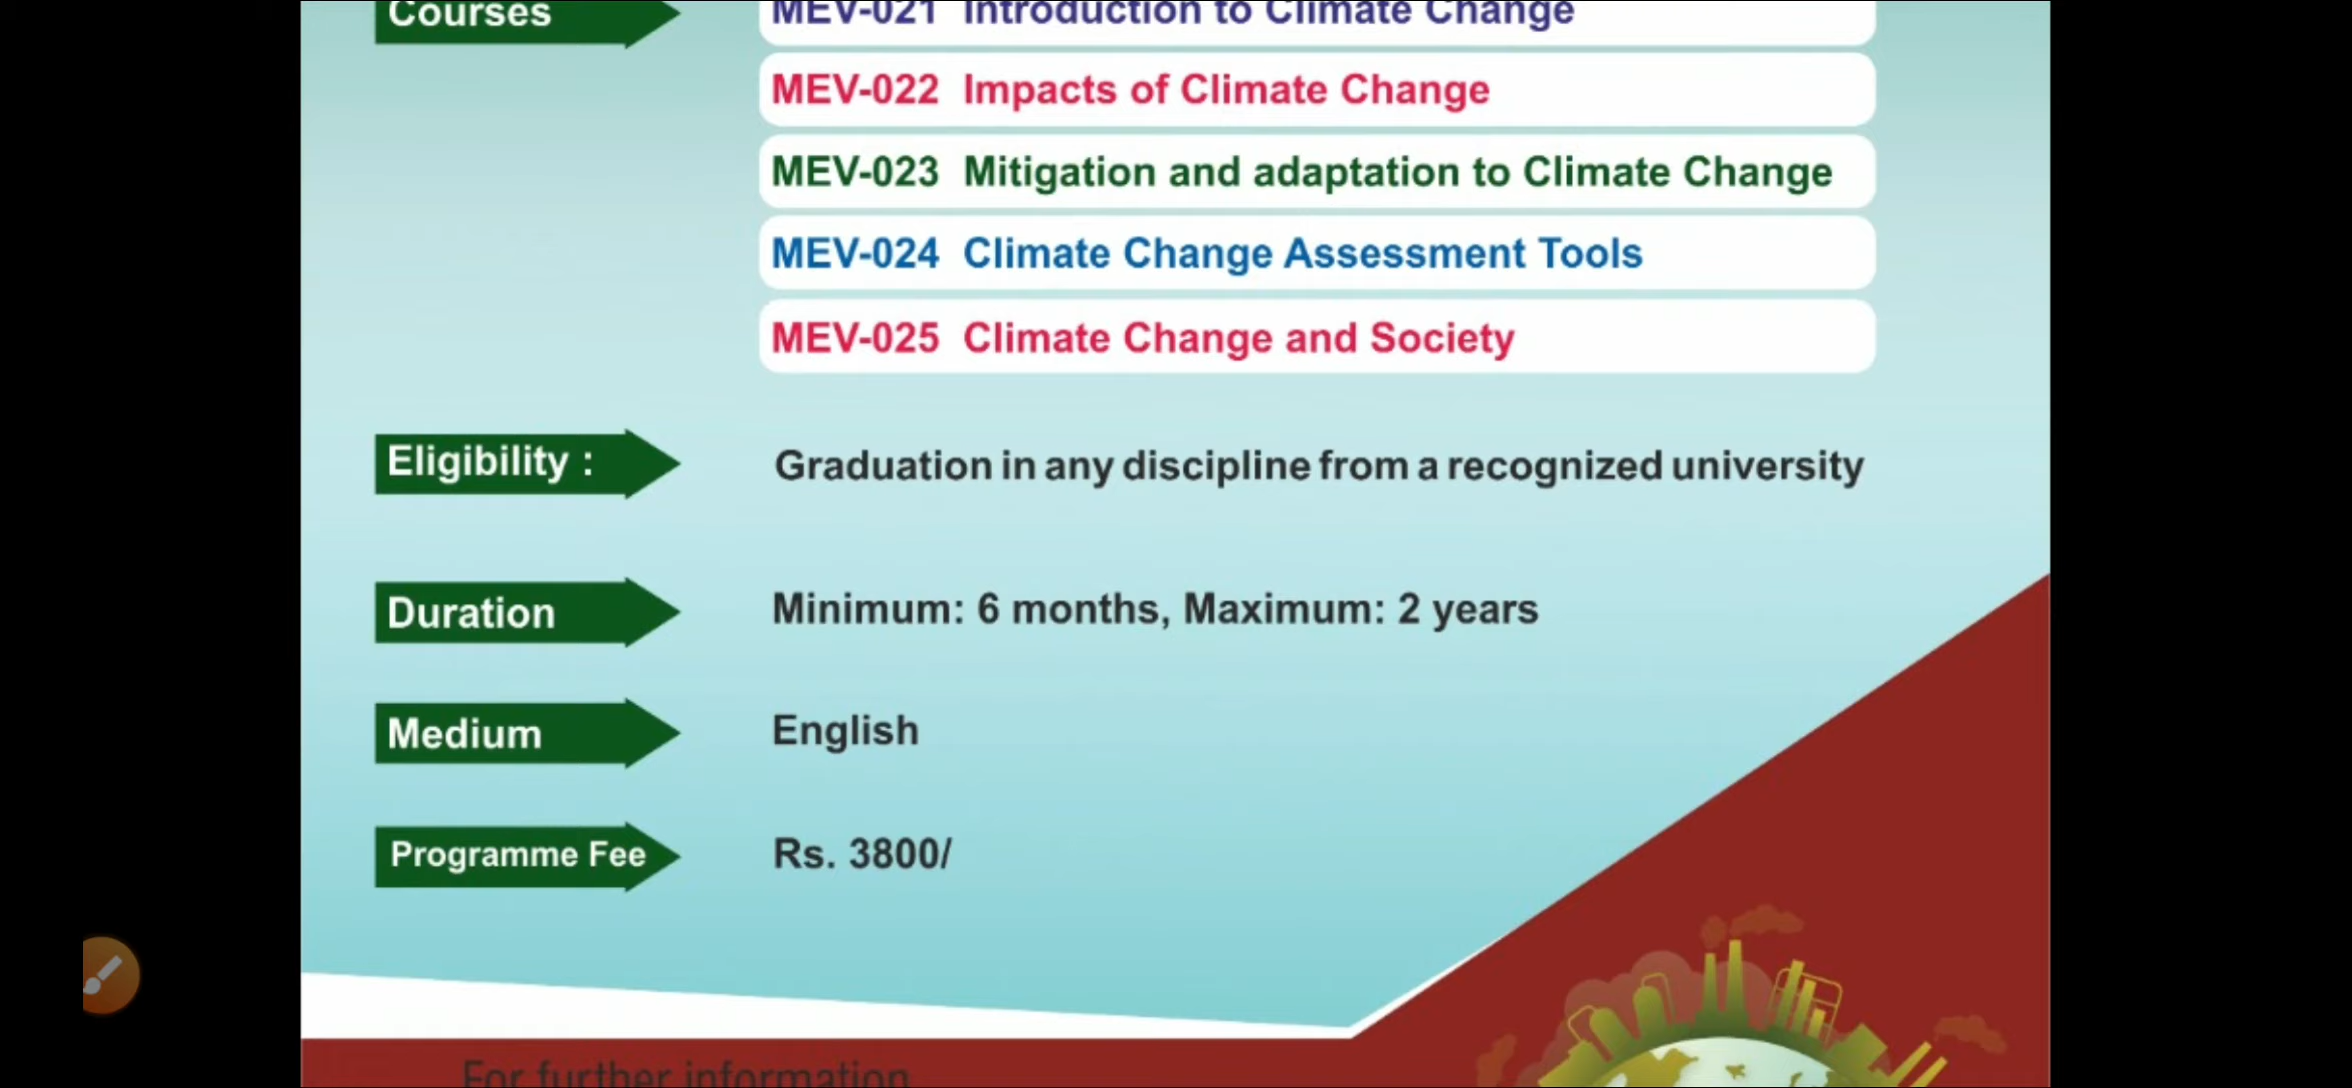 Courses MEV-021 Introduction to Climate Change
MEV-022 Impacts of Climate Change
MEV-023 Mitigation and adaptation to Climate Change
MEV-024 Climate Change Assessment Tools
MEV-025 Climate Change and Society
Eligibility : Graduation in any discipline from a recognized university
Duration Minimum: 6 months, Maximum: 2 years
Medium English
Programme Fee Rs. 3800/
For further information